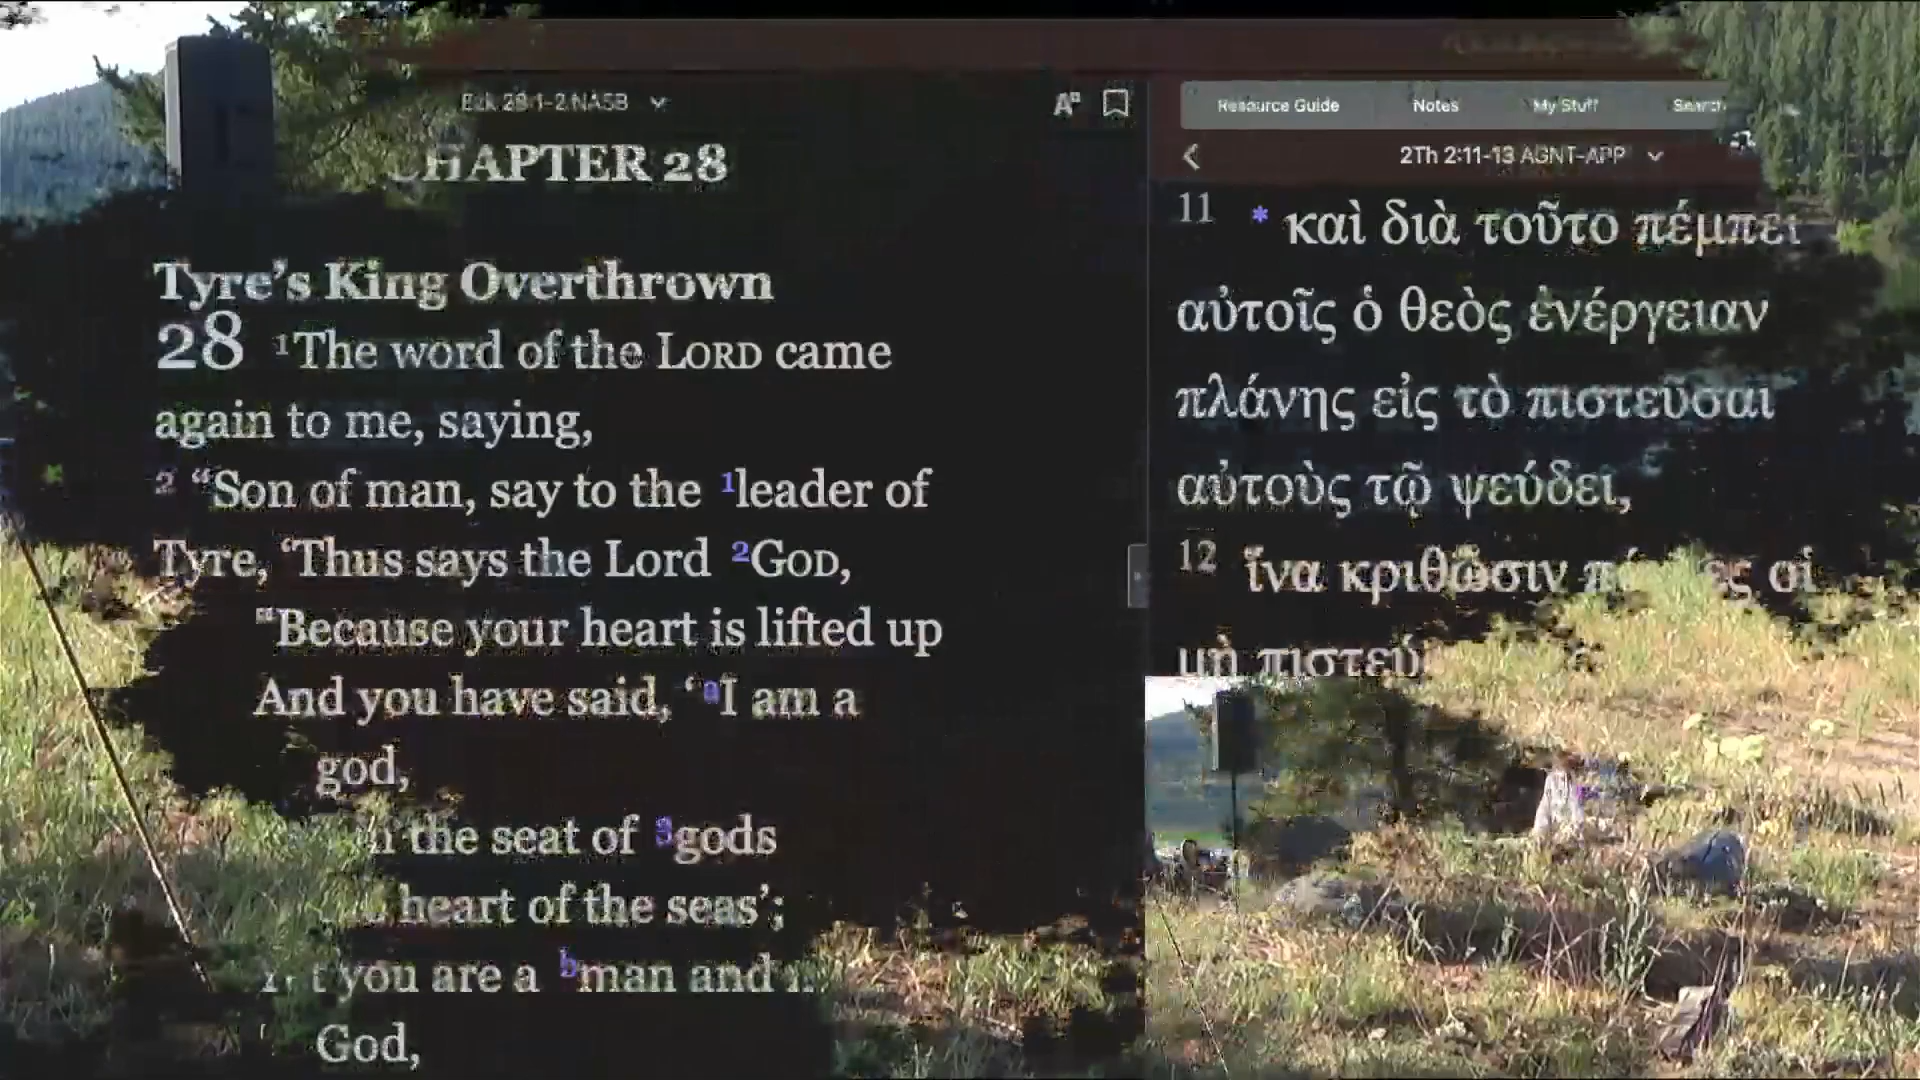 Ezk 28:1-2 NASB
CHAPTER 28
Tyre's King Overthrown
28 1The word of the LORD came
again to me, saying,
2 “Son of man, say to the 1leader of
Tyre, ‘Thus says the Lord 2GOD,
“Because your heart is lifted up
And you have said, ‘aI am a
god,
the seat of 3gods
heart of the seas’;
you are a bman and
God,
Resource Guide Notes My Stuff Search
2Th 2:11-13 AGNT-APP
11 * καὶ διὰ τοῦτο πέμπει
αὐτοῖς ὁ θεὸς ἐνέργειαν
πλάνης εἰς τὸ πιστεῦσαι
αὐτοὺς τῷ ψεύδει,
12 ἵνα κριθῶσιν οἱ
μὴ